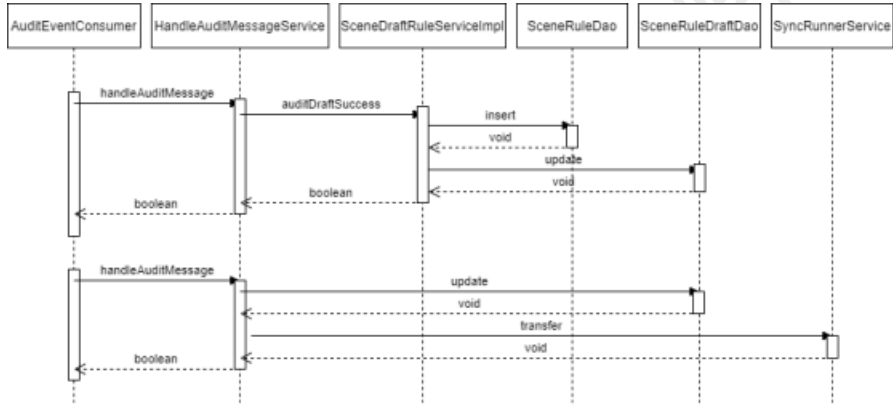 AuditEventConsumer HandleAuditMessageService SceneDraftRuleServiceImpl SceneRuleDao SceneRuleDraftDao SyncRunnerService
handleAuditMessage
auditDraftSuccess
insert
void
update
void
boolean
boolean
handleAuditMessage
update
void
transfer
void
boolean